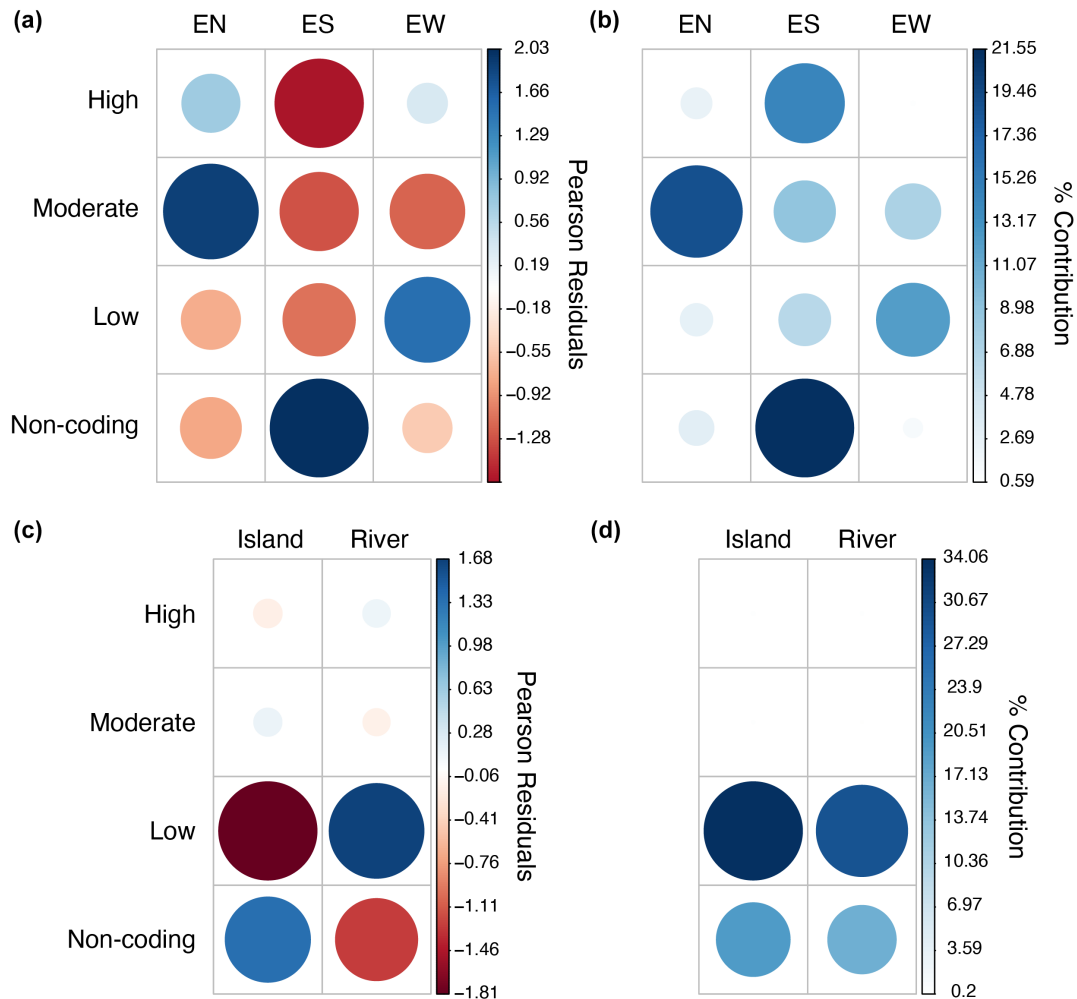 (a)
EN ES EW
High
Moderate
Low
Non-coding
2.03
1.66
1.29
0.92
0.56
0.19
−0.18
−0.55
−0.92
−1.28
Pearson Residuals
(b)
EN ES EW
21.55
19.46
17.36
15.26
13.17
11.07
8.98
6.88
4.78
2.69
0.59
% Contribution
(c)
Island River
High
Moderate
Low
Non-coding
1.68
1.33
0.98
0.63
0.28
−0.06
−0.41
−0.76
−1.11
−1.46
−1.81
Pearson Residuals
(d)
Island River
34.06
30.67
27.29
23.9
20.51
17.13
13.74
10.36
6.97
3.59
0.2
% Contribution